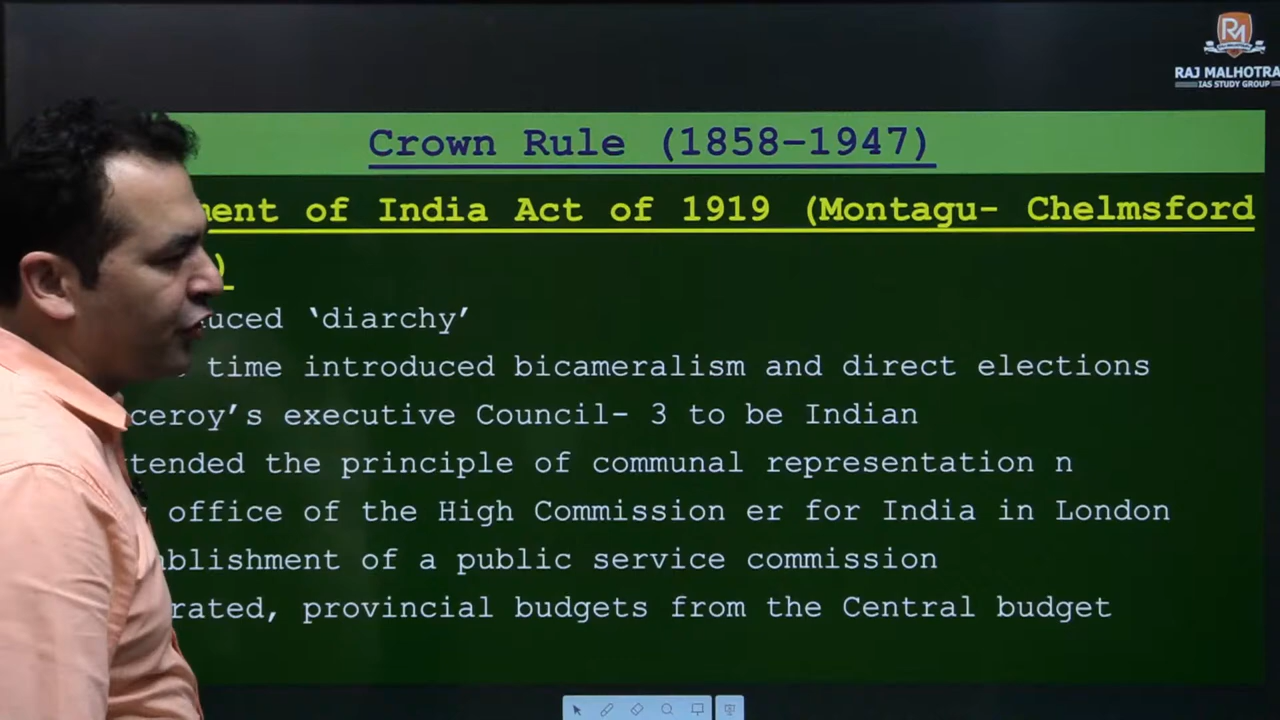 RAJ MALHOTRA
IAS STUDY GROUP
Crown Rule (1858–1947)
ment of India Act of 1919 (Montagu- Chelmsford
)
uced ‘diarchy’
time introduced bicameralism and direct elections
ceroy’s executive Council- 3 to be Indian
tended the principle of communal representation n
office of the High Commission er for India in London
blishment of a public service commission
rated, provincial budgets from the Central budget